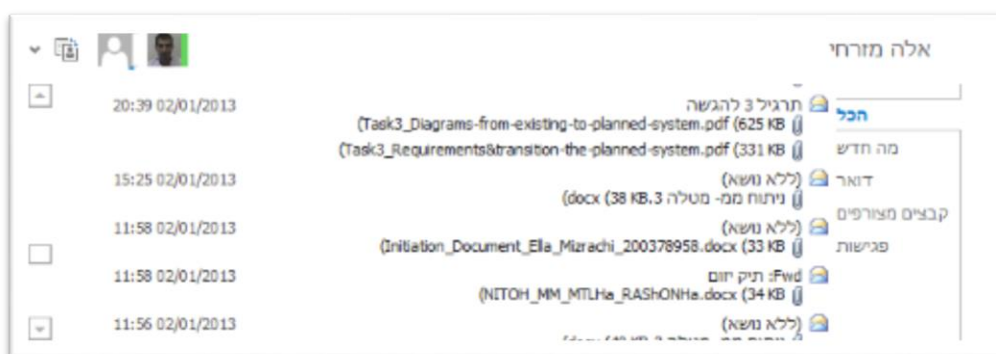 אלה מזרחי
הכל
מה חדש
דואר
קבצים מצורפים
פגישות
תרגיל 3 להגשה 20:39 02/01/2013
(Task3_Diagrams-from-existing-to-planned-system.pdf (625 KB
(Task3_Requirements&transition-the-planned-system.pdf (331 KB
(ללא נושא) 15:25 02/01/2013
ניתוח ממ- מטלה 3.docx (38 KB)
(ללא נושא) 11:58 02/01/2013
(Initiation_Document_Ella_Mizrachi_200378958.docx (33 KB
Fwd: תיק יזום 11:58 02/01/2013
(NITOH_MM_MTLHa_RAShONHa.docx (34 KB
(ללא נושא) 11:56 02/01/2013